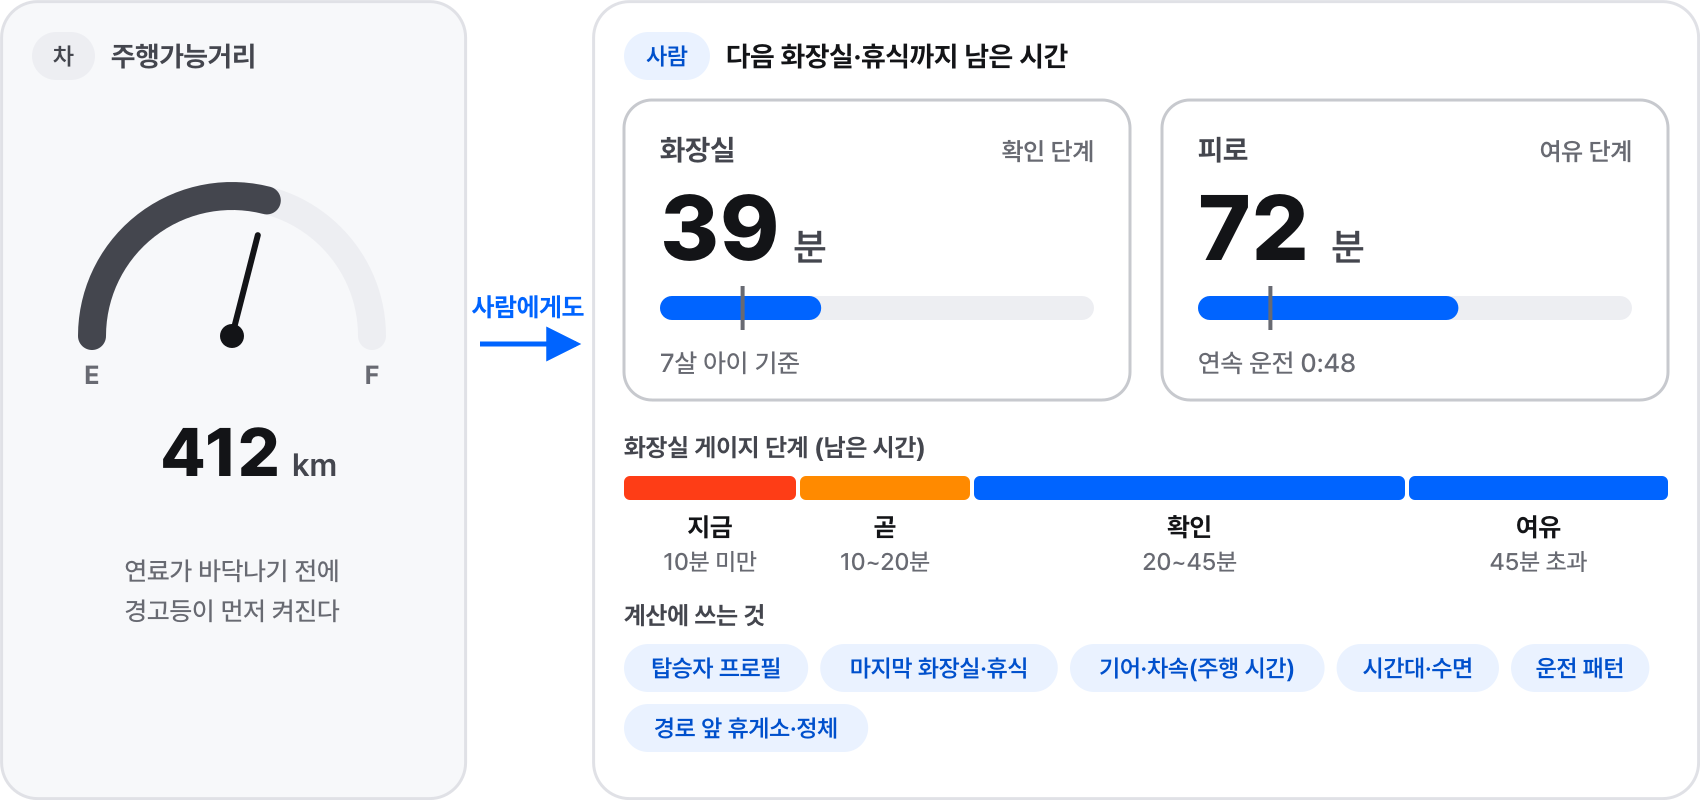 차 주행가능거리
E F
412 km
연료가 바닥나기 전에
경고등이 먼저 켜진다
사람에게도
사람 다음 화장실·휴식까지 남은 시간
화장실 확인 단계
39 분
7살 아이 기준
피로 여유 단계
72 분
연속 운전 0:48
화장실 게이지 단계 (남은 시간)
지금 곧 확인 여유
10분 미만 10~20분 20~45분 45분 초과
계산에 쓰는 것
탑승자 프로필 마지막 화장실·휴식 기어·차속(주행 시간) 시간대·수면 운전 패턴
경로 앞 휴게소·정체